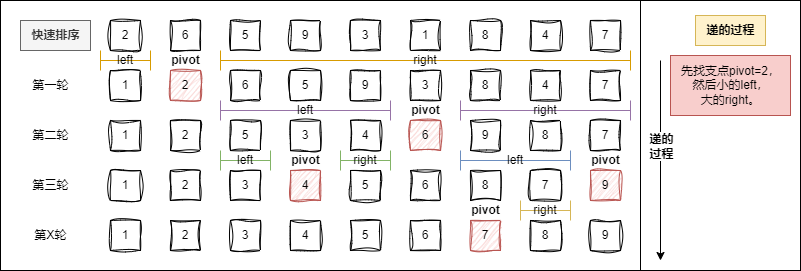 快速排序 2 6 5 9 3 1 8 4 7 递的过程
left pivot right
第一轮 1 2 6 5 9 3 8 4 7
先找支点pivot=2，
然后小的left，
大的right。
left pivot right
第二轮 1 2 5 3 4 6 9 8 7
递的
过程
left pivot right left pivot
第三轮 1 2 3 4 5 6 8 7 9
pivot right
第X轮 1 2 3 4 5 6 7 8 9